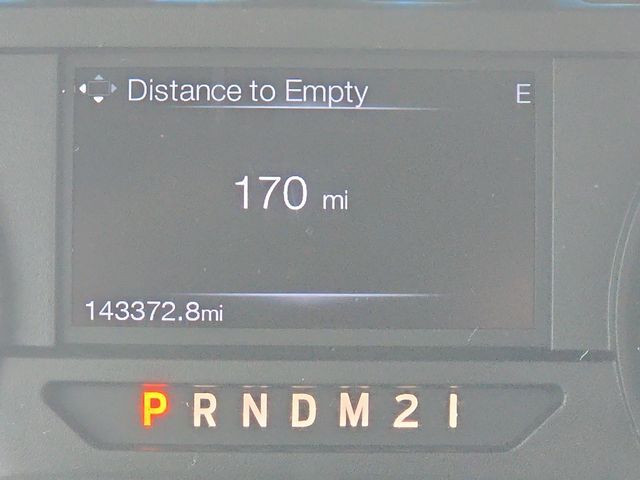 Distance to Empty E
170 mi
143372.8mi
P R N D M 2 1